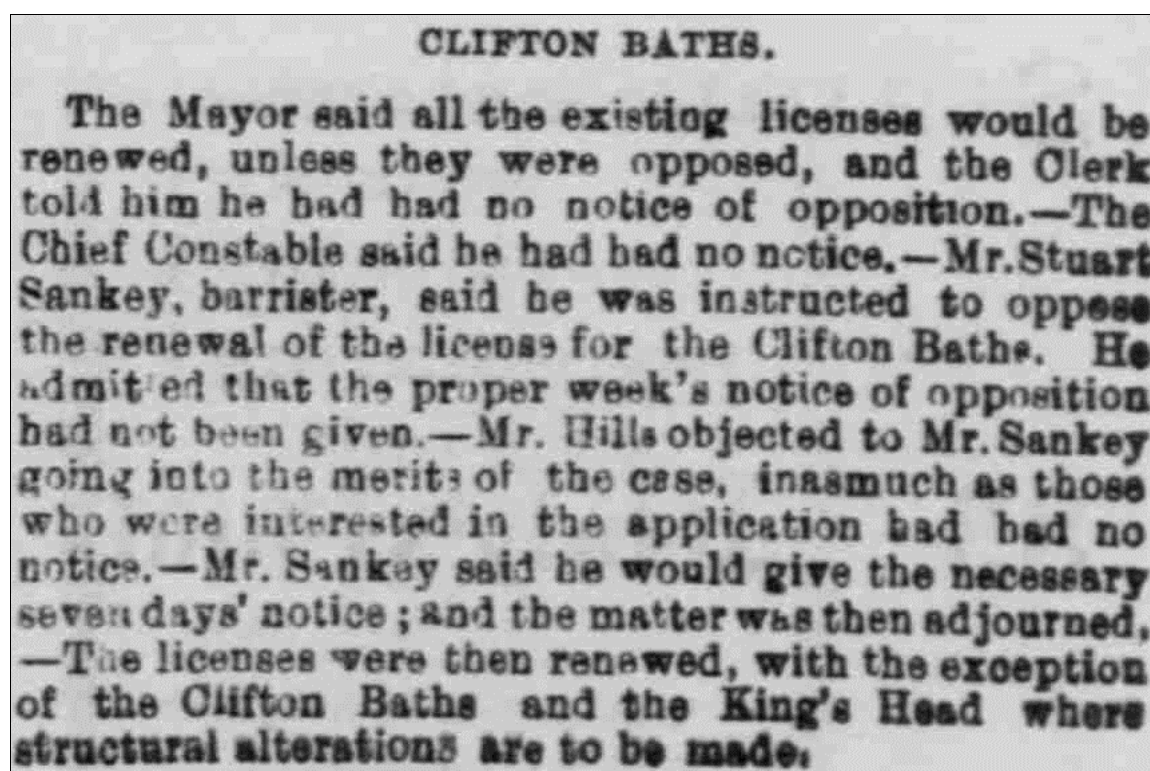 CLIFTON BATHS.
The Mayor said all the existing licenses would be
renewed, unless they were opposed, and the Clerk
told him he had had no notice of opposition.—The
Chief Constable said he had had no notice.—Mr. Stuart
Sankey, barrister, said he was instructed to oppose
the renewal of the license for the Clifton Baths. He
admitted that the proper week's notice of opposition
had not been given.—Mr. Hills objected to Mr. Sankey
going into the merits of the case, inasmuch as those
who were interested in the application had had no
notice.—Mr. Sankey said he would give the necessary
seven days' notice; and the matter was then adjourned.
—The licenses were then renewed, with the exception
of the Clifton Baths and the King's Head where
structural alterations are to be made.